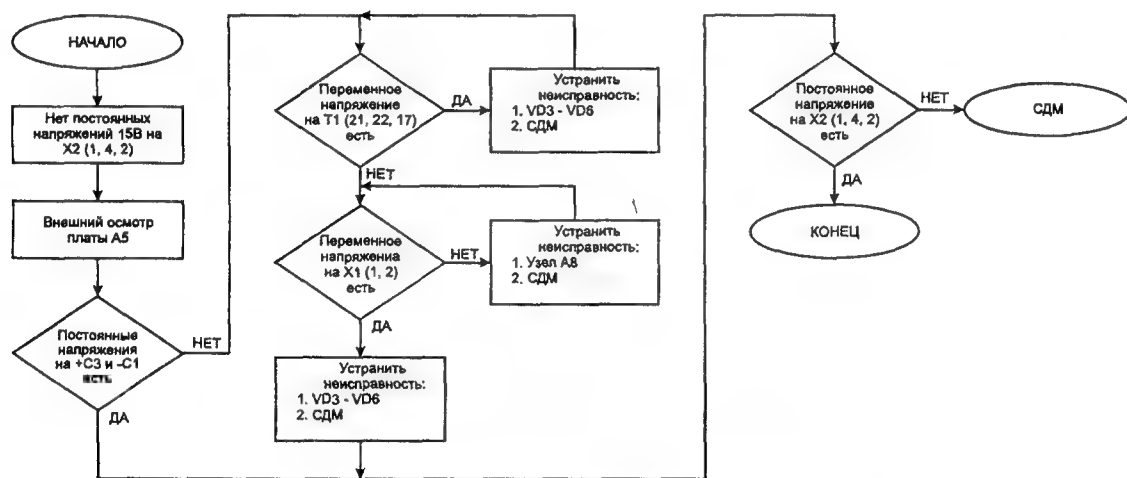 НАЧАЛО
Нет постоянных
напряжений 15В на
X2 (1, 4, 2)
Внешний осмотр
платы А5
Постоянные
напряжения
на +С3 и -С1
есть
НЕТ
ДА
Переменное
напряжение
на Т1 (21, 22, 17)
есть
ДА
НЕТ
Устранить
неисправность:
1. VD3 - VD6
2. СДМ
Переменное
напряжения
на X1 (1, 2)
есть
НЕТ
ДА
Устранить
неисправность:
1. Узел А8
2. СДМ
Устранить
неисправность:
1. VD3 - VD6
2. СДМ
Постоянное
напряжение
на X2 (1, 4, 2)
есть
НЕТ
ДА
СДМ
КОНЕЦ